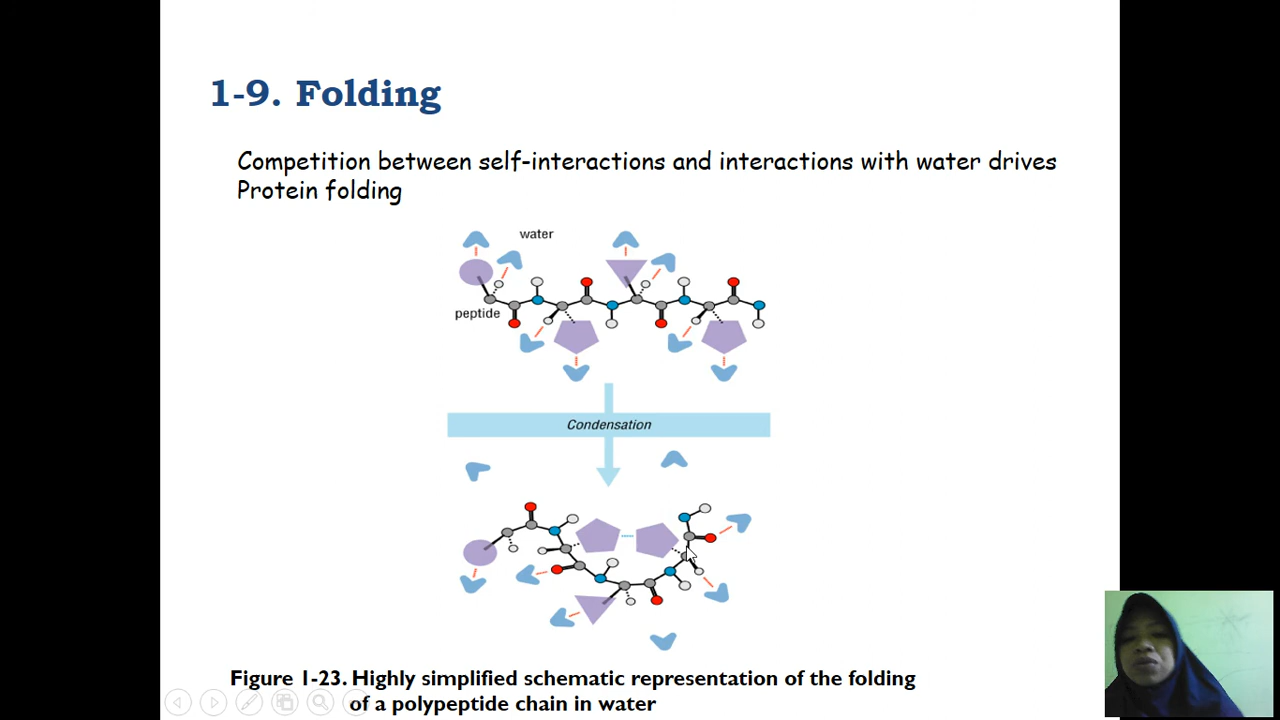 1-9. Folding
Competition between self-interactions and interactions with water drives
Protein folding
water
peptide
Condensation
Figure 1-23. Highly simplified schematic representation of the folding
of a polypeptide chain in water